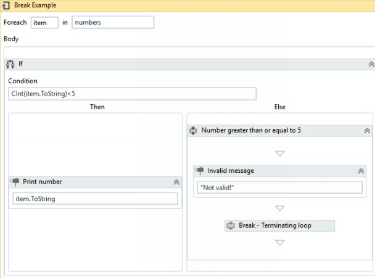 Break Example
Foreach item in numbers
Body
If
Condition
CInt(item.ToString)<5
Then Else
Number greater than or equal to 5
Invalid message
"Not valid!"
Print number
item.ToString
Break - Terminating loop